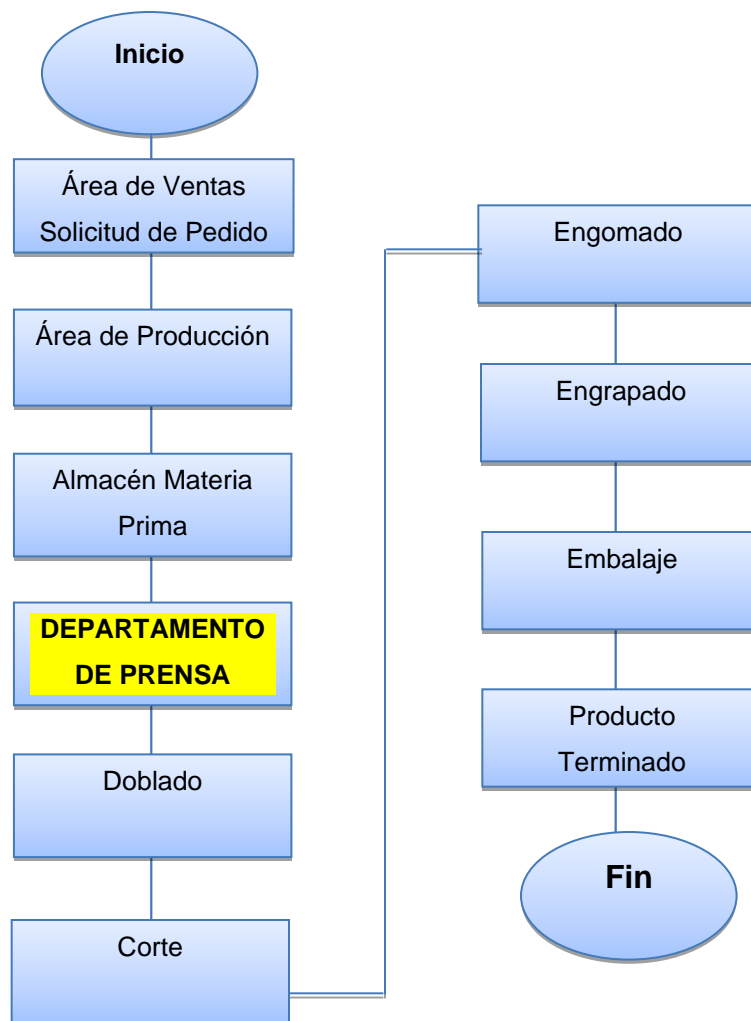 Inicio
Área de Ventas
Solicitud de Pedido
Área de Producción
Almacén Materia
Prima
DEPARTAMENTO
DE PRENSA
Doblado
Corte
Engomado
Engrapado
Embalaje
Producto
Terminado
Fin